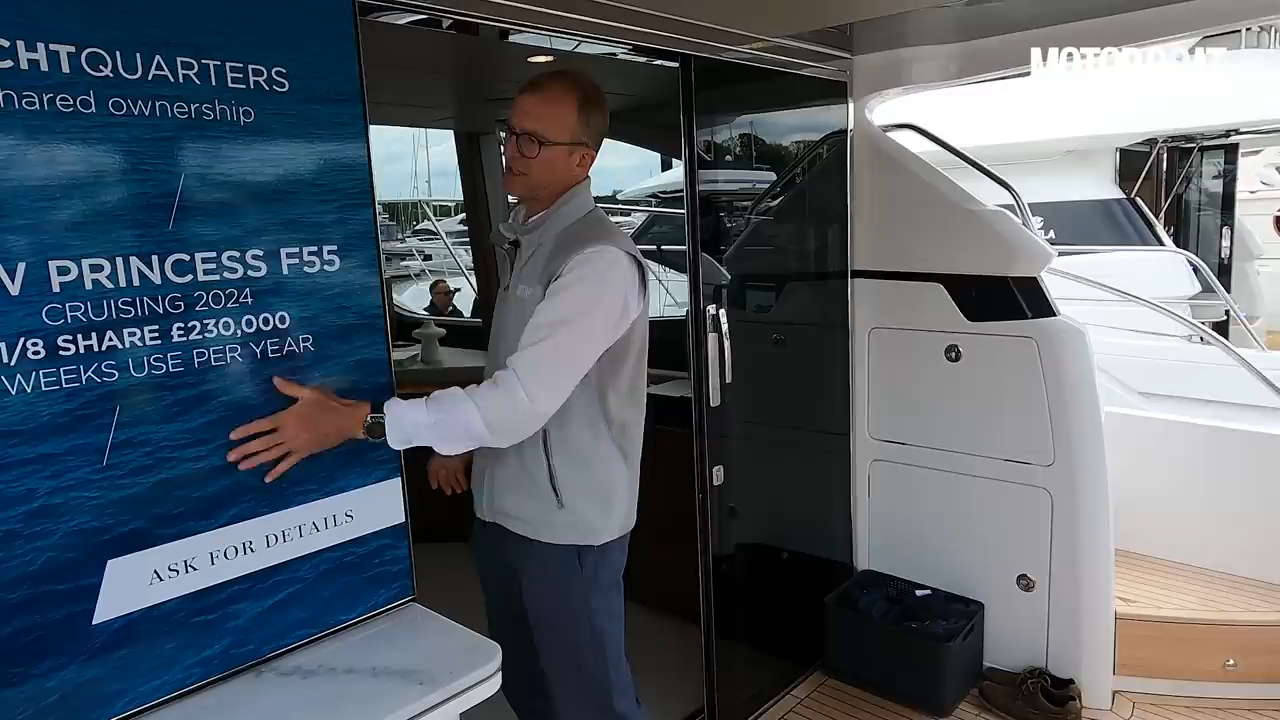 CHTQUARTERS
hared ownership
V PRINCESS F55
CRUISING 2024
1/8 SHARE £230,000
WEEKS USE PER YEAR
ASK FOR DETAILS
MOTORBOAT